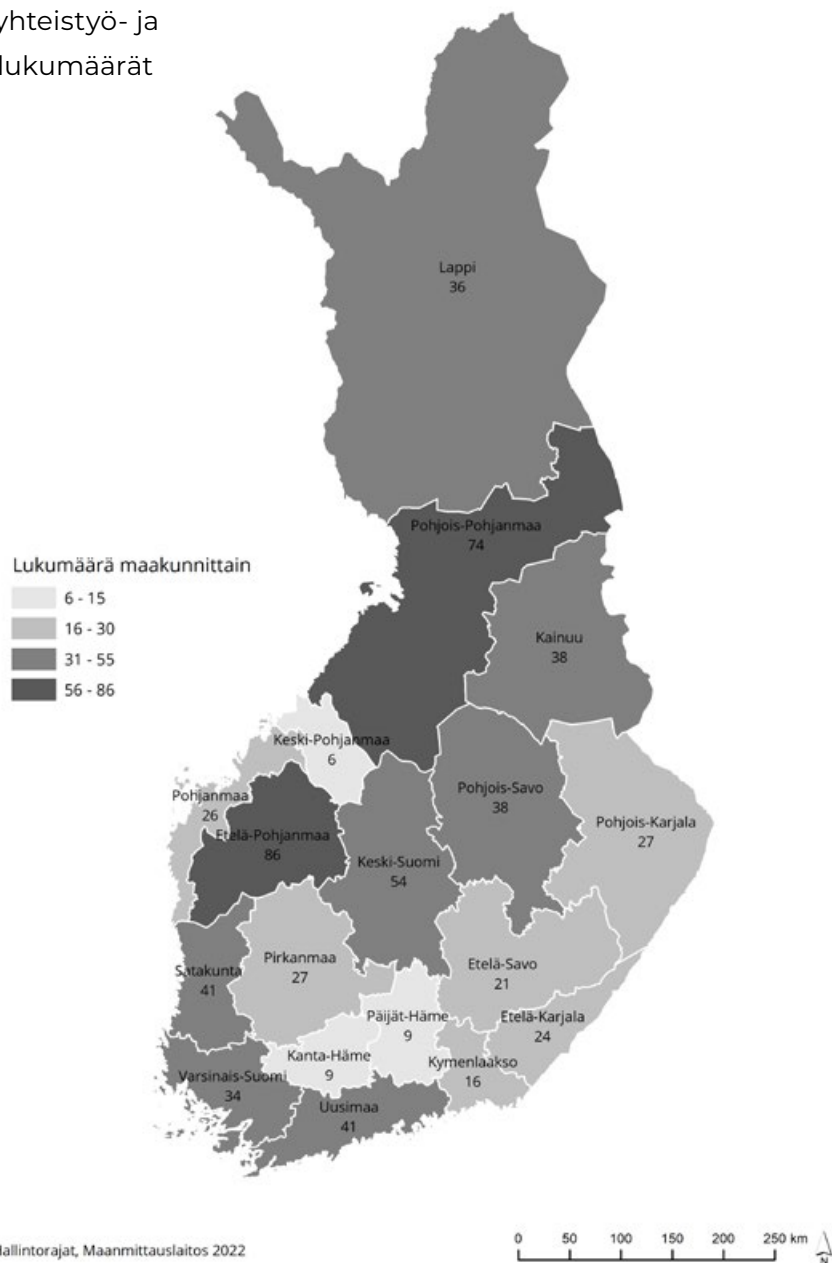 yhteistyö- ja
lukumäärät
Lappi
36
Pohjois-Pohjanmaa
74
Lukumäärä maakunnittain
6 - 15
16 - 30
31 - 55
56 - 86
Kainuu
38
Keski-Pohjanmaa
6
Pohjanmaa
26
Etelä-Pohjanmaa
86
Keski-Suomi
54
Pohjois-Savo
38
Pohjois-Karjala
27
Satakunta
41
Pirkanmaa
27
Etelä-Savo
21
Päijät-Häme
9
Etelä-Karjala
24
Kanta-Häme
9
Kymenlaakso
16
Varsinais-Suomi
34
Uusimaa
41
Hallintorajat, Maanmittauslaitos 2022
0 50 100 150 200 250 km
N